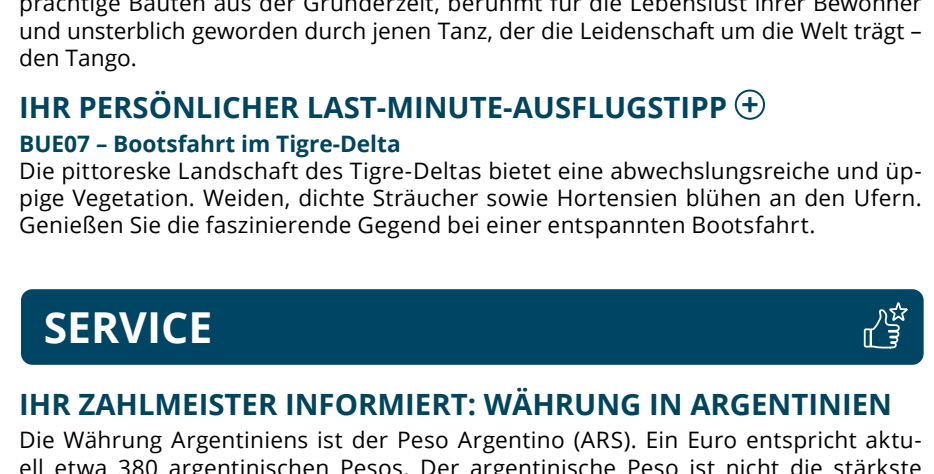 prächtige Bauten aus der Gründerzeit, berühmt für die Lebenslust ihrer Bewohner
und unsterblich geworden durch jenen Tanz, der die Leidenschaft um die Welt trägt –
den Tango.
IHR PERSÖNLICHER LAST-MINUTE-AUSFLUGSTIPP
BUE07 – Bootsfahrt im Tigre-Delta
Die pittoreske Landschaft des Tigre-Deltas bietet eine abwechslungsreiche und üp-
pige Vegetation. Weiden, dichte Sträucher sowie Hortensien blühen an den Ufern.
Genießen Sie die faszinierende Gegend bei einer entspannten Bootsfahrt.
SERVICE
IHR ZAHLMEISTER INFORMIERT: WÄHRUNG IN ARGENTINIEN
Die Währung Argentiniens ist der Peso Argentino (ARS). Ein Euro entspricht aktu-
ell etwa 380 argentinischen Pesos. Der argentinische Peso ist nicht die stärkste